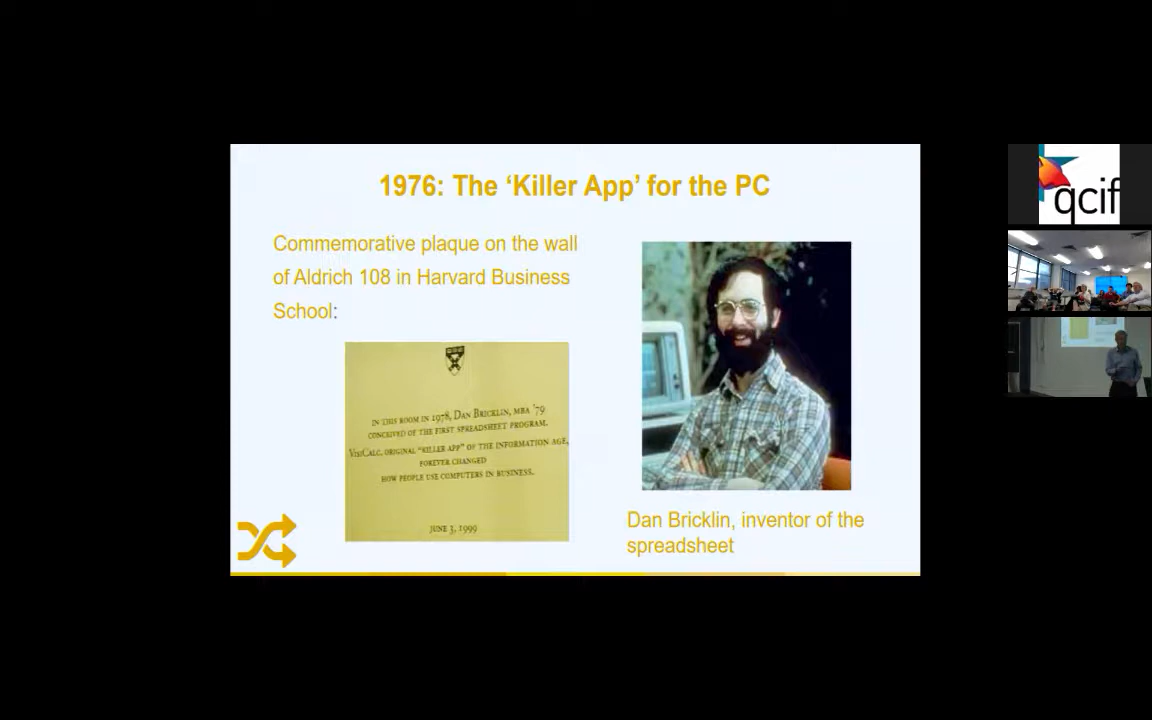 1976: The ‘Killer App’ for the PC
Commemorative plaque on the wall
of Aldrich 108 in Harvard Business
School:
IN THIS ROOM IN 1978, DAN BRICKLIN, MBA '79
CONCEIVED OF THE FIRST SPREADSHEET PROGRAM.
VISICALC, ORIGINAL "KILLER APP" OF THE INFORMATION AGE,
FOREVER CHANGED
HOW PEOPLE USE COMPUTERS IN BUSINESS.
JUNE 3, 1999
Dan Bricklin, inventor of the
spreadsheet
qcif